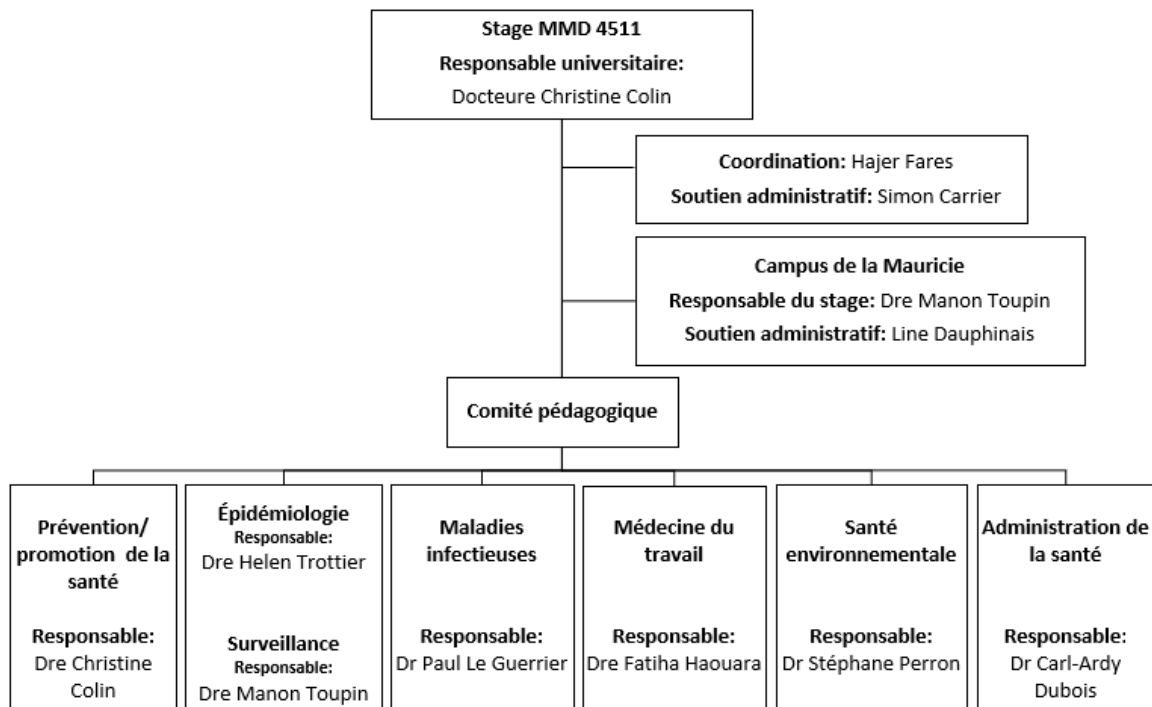 Stage MMD 4511
Responsable universitaire:
Docteure Christine Colin
Coordination: Hajer Fares
Soutien administratif: Simon Carrier
Campus de la Mauricie
Responsable du stage: Dre Manon Toupin
Soutien administratif: Line Dauphinais
Comité pédagogique
Prévention/
promotion de la
santé
Responsable:
Dre Christine
Colin
Épidémiologie
Responsable:
Dre Helen Trottier
Surveillance
Responsable:
Dre Manon Toupin
Maladies
infectieuses
Responsable:
Dr Paul Le Guerrier
Médecine du
travail
Responsable:
Dre Fatiha Haouara
Santé
environnementale
Responsable:
Dr Stéphane Perron
Administration de
la santé
Responsable:
Dr Carl-Ardy
Dubois